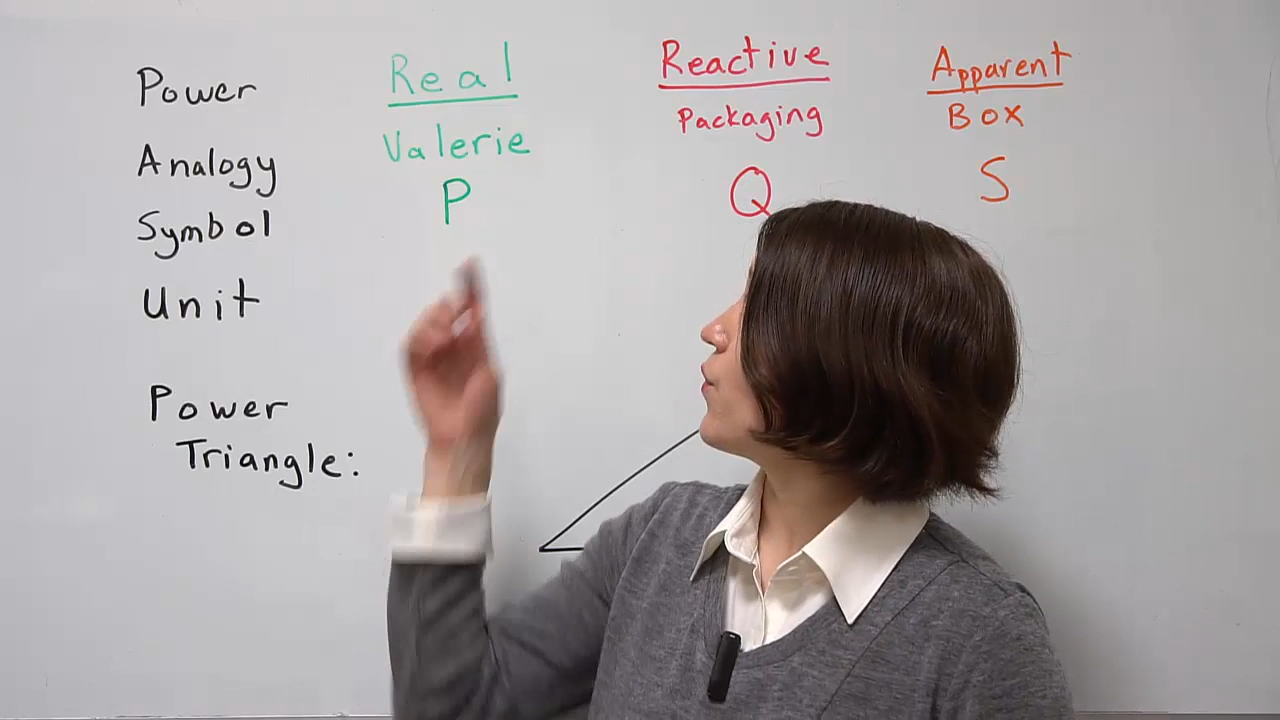 Power Real Reactive Apparent
Analogy Valerie Packaging Box
Symbol P Q S
Unit
Power
Triangle: